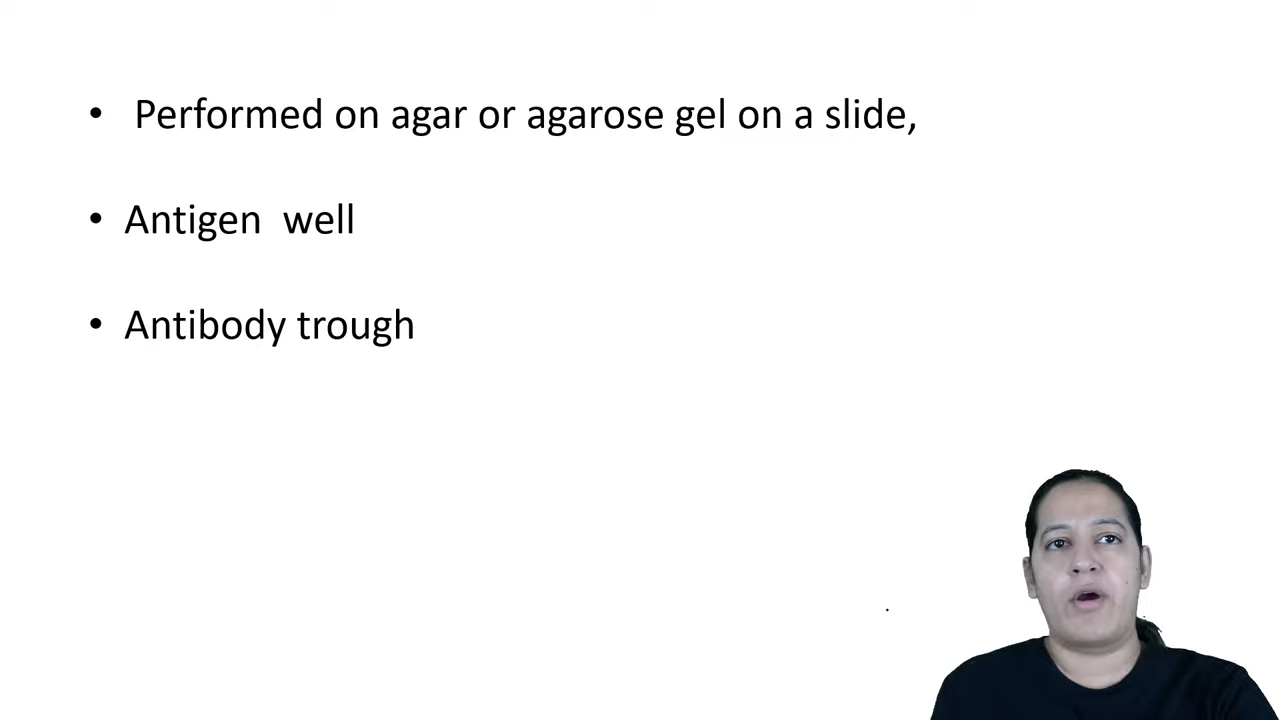 • Performed on agar or agarose gel on a slide,
• Antigen well
• Antibody trough